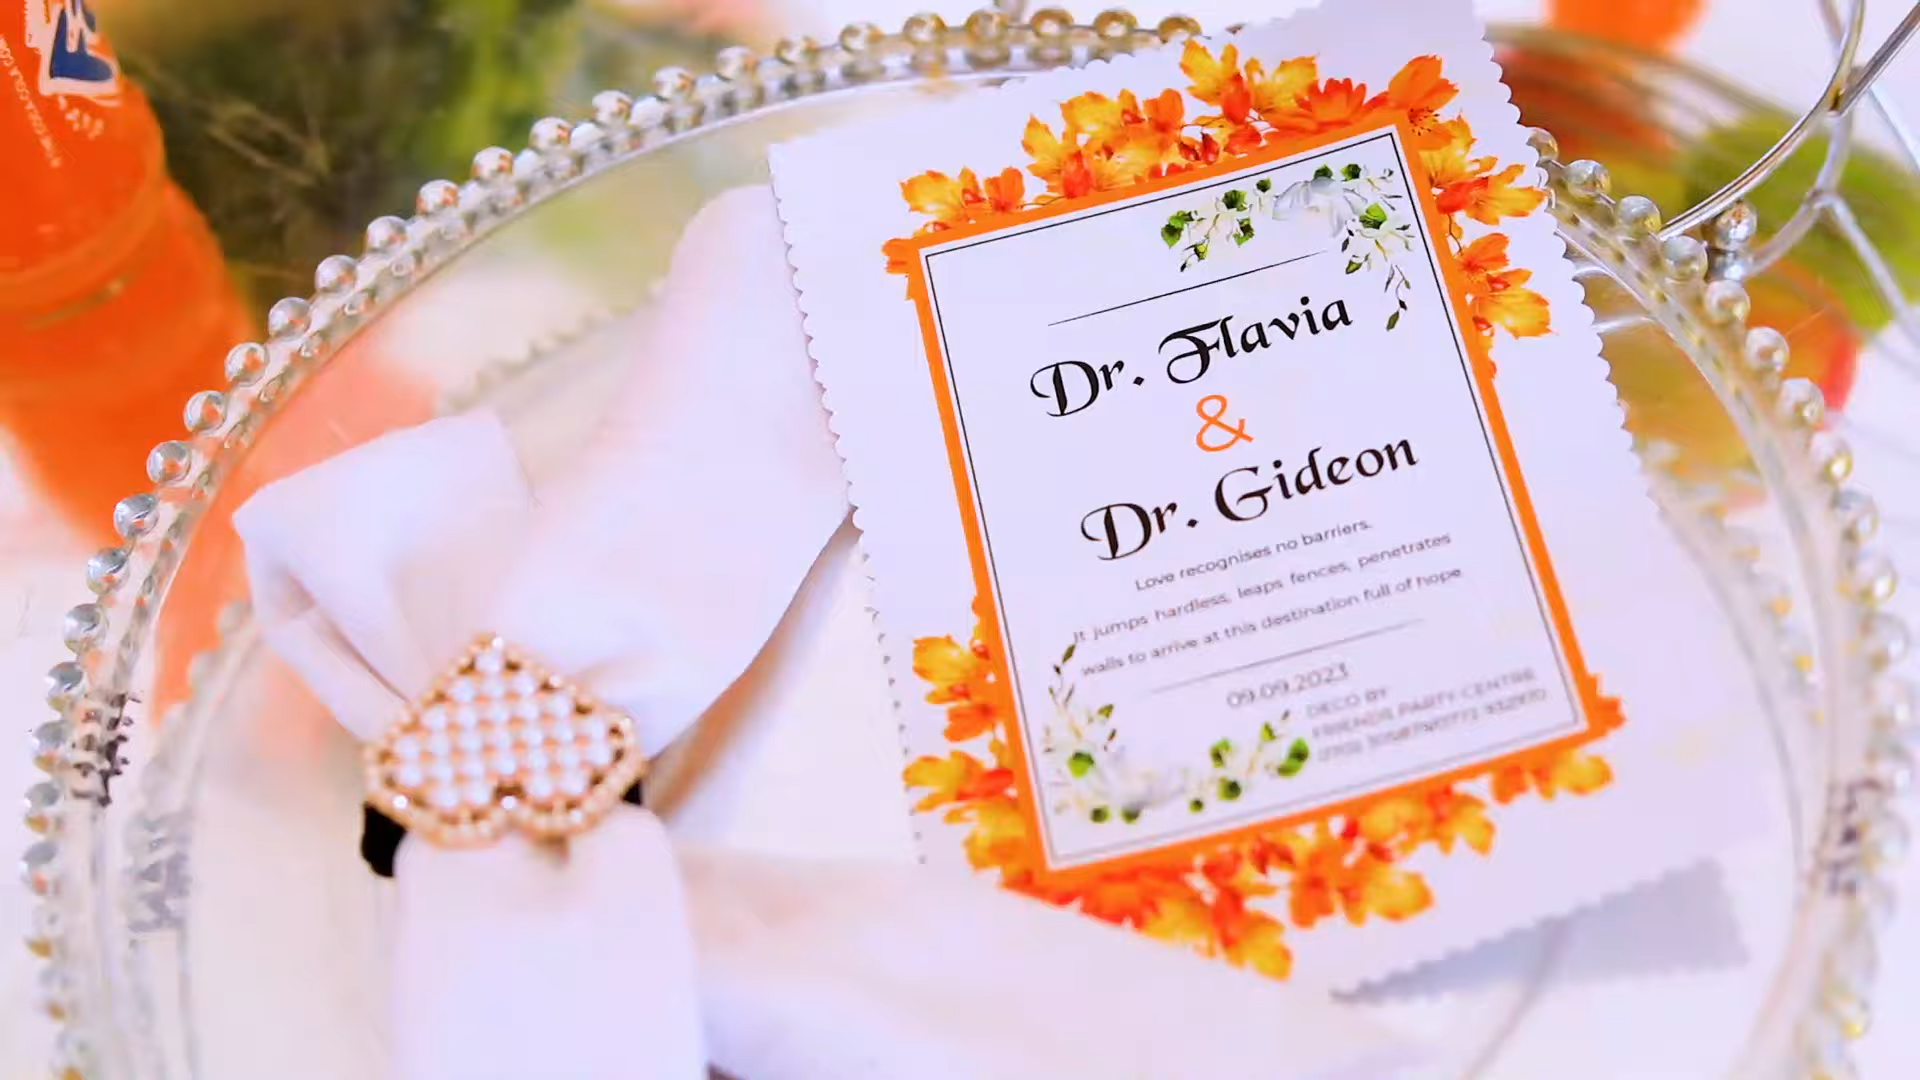 Dr. Flavia
&
Dr. Gideon
Love recognises no barriers.
It jumps hardless, leaps fences, penetrates
walls to arrive at this destination full of hope
09.09.2023
DECO BY
FRIENDS PARTY CENTRE